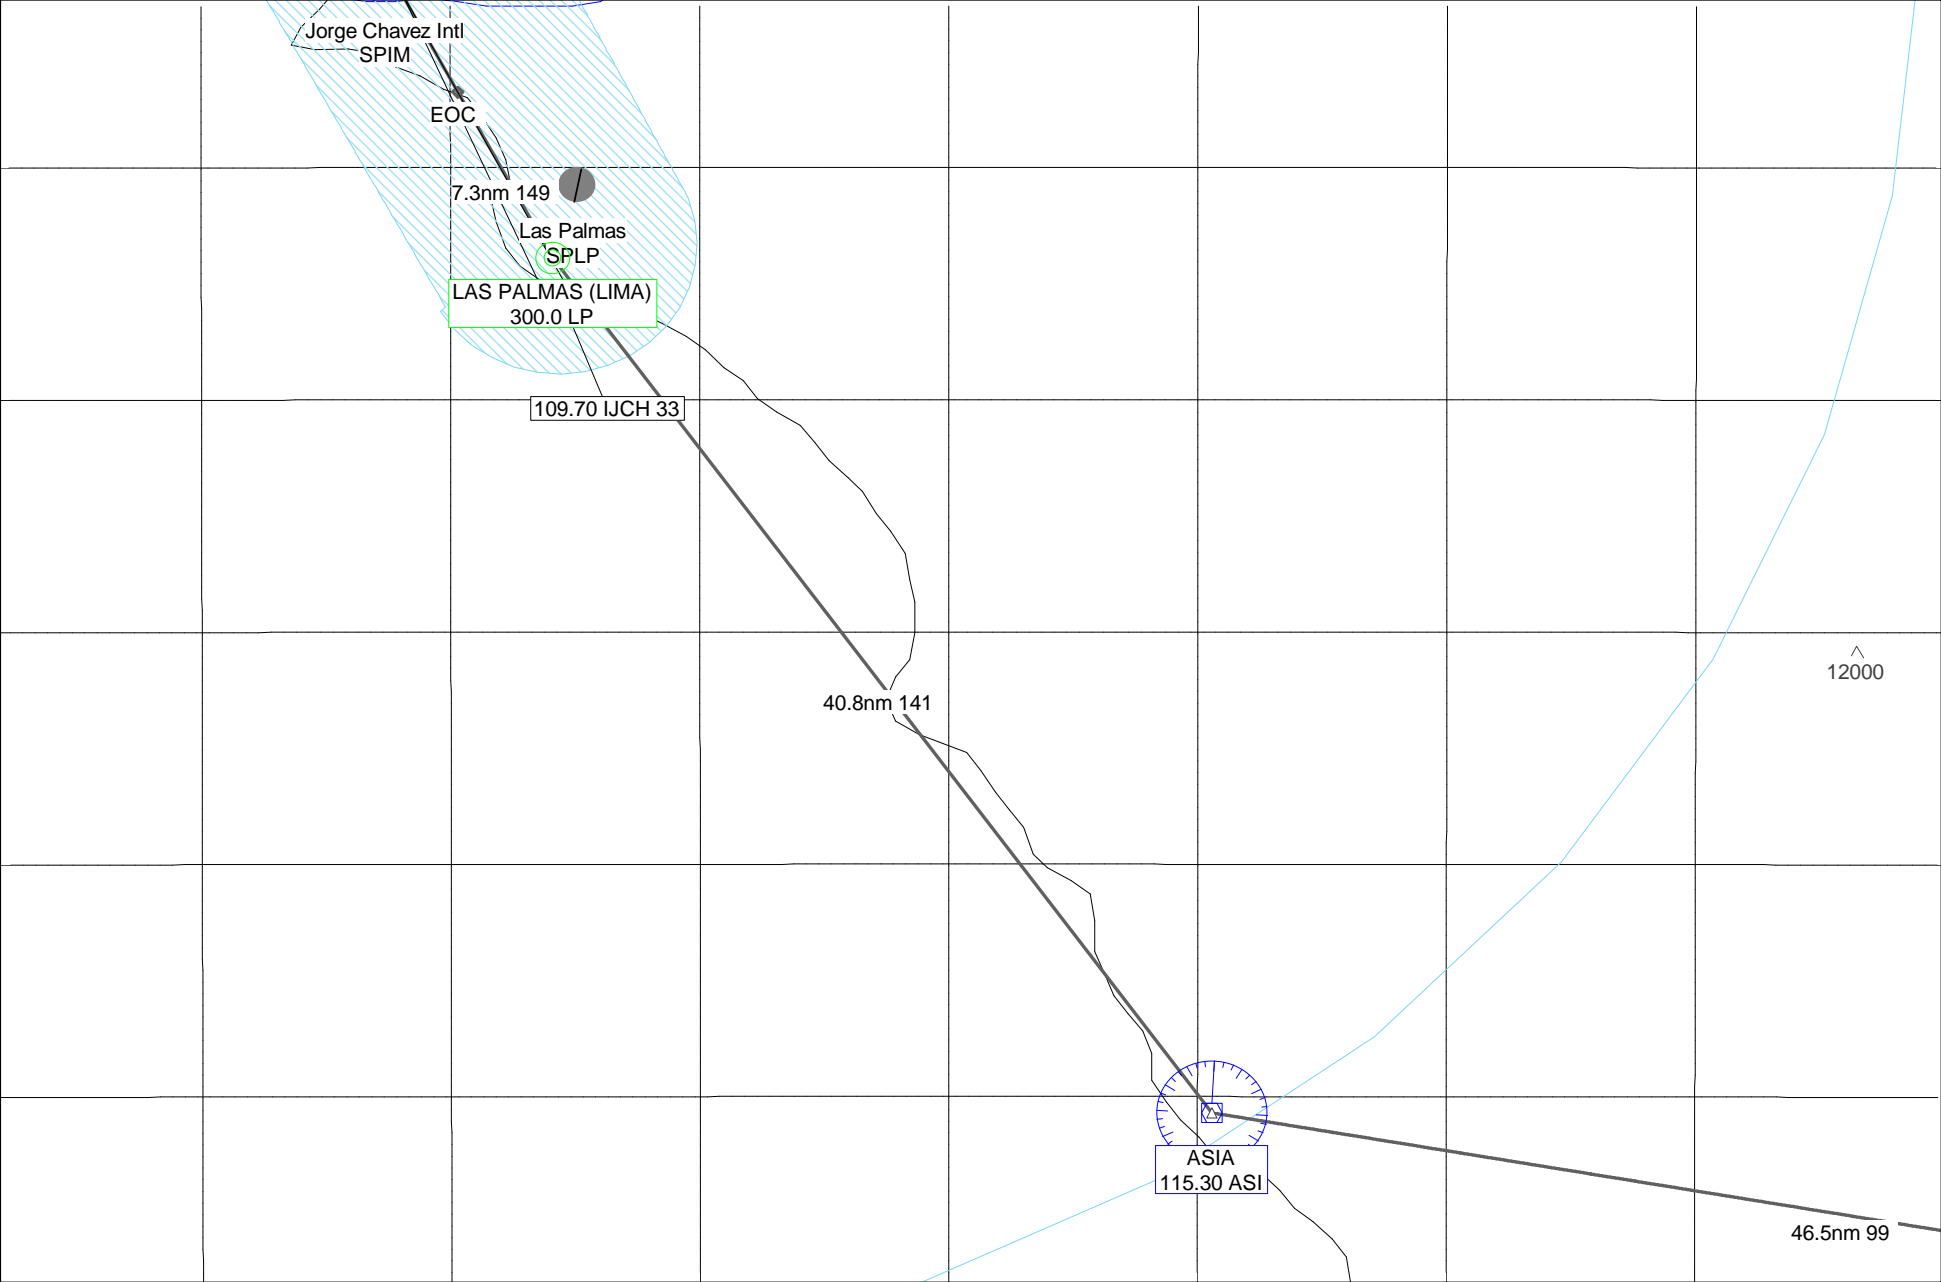 Jorge Chavez Intl
SPIM
EOC
7.3nm 149
Las Palmas
SPLP
LAS PALMAS (LIMA)
300.0 LP
109.70 IJCH 33
12000
40.8nm 141
ASIA
115.30 ASI
46.5nm 99